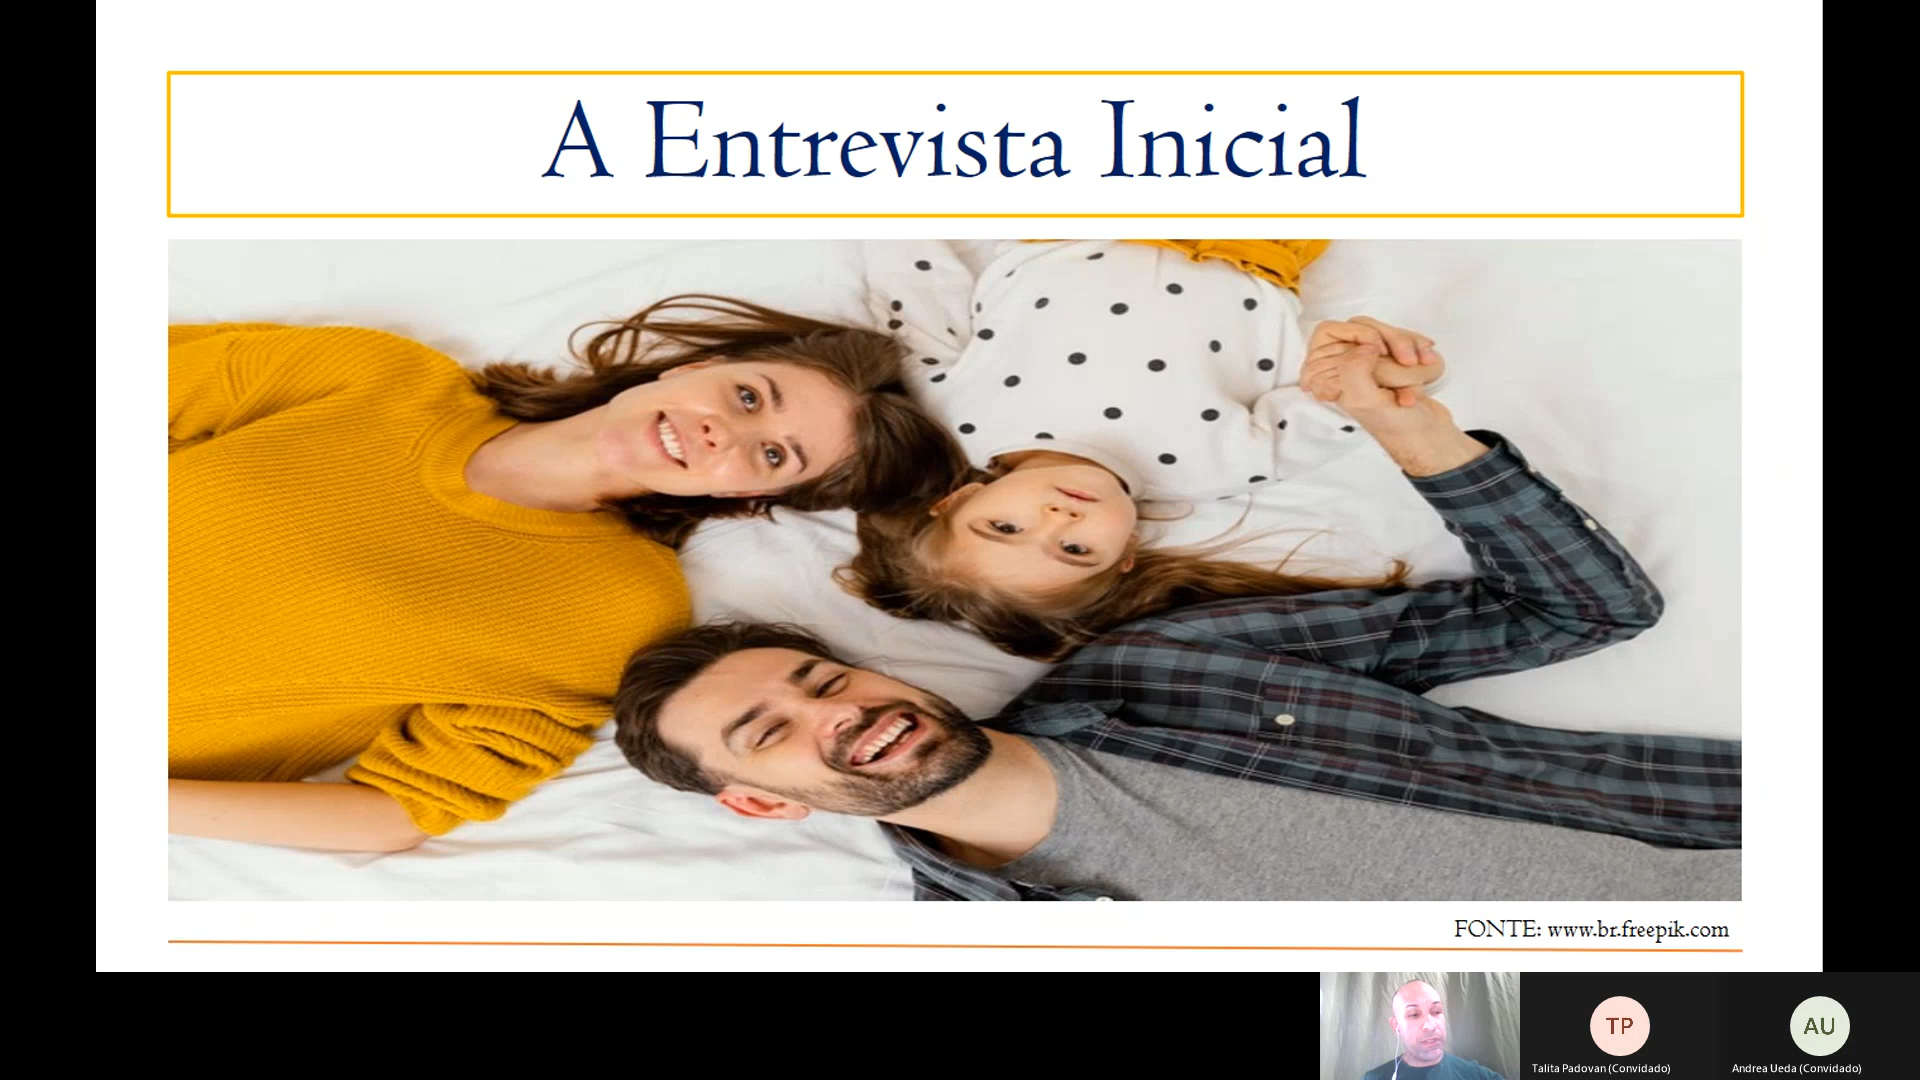 A Entrevista Inicial
FONTE: www.br.freepik.com
TP
AU
Talita Padovan (Convidado)
Andrea Ueda (Convidado)